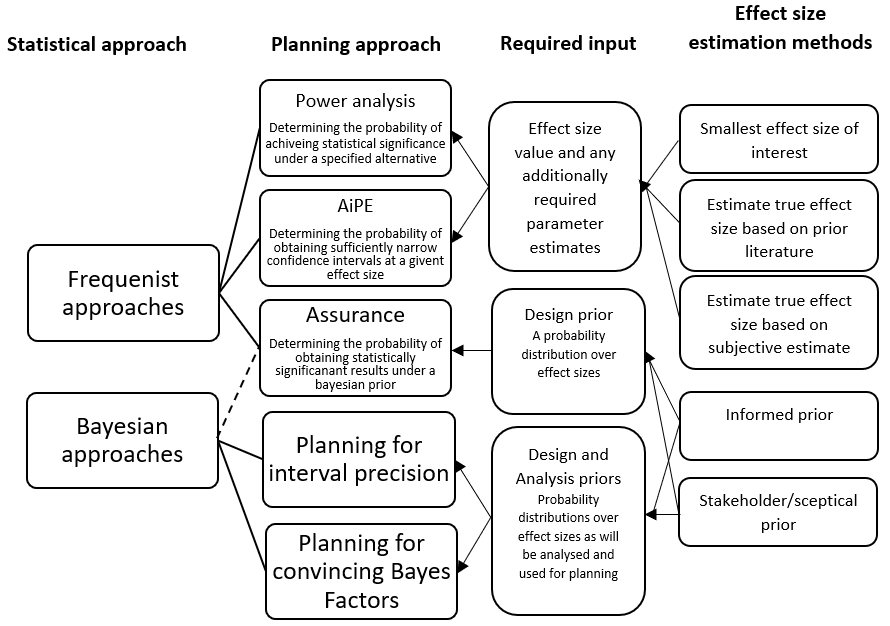 Statistical approach
Planning approach
Required input
Effect size
estimation methods
Frequenist
approaches
Bayesian
approaches
Power analysis
Determining the probability of
achiveing statistical significance
under a specified alternative
AiPE
Determining the probability of
obtaining sufficiently narrow
confidence intervals at a givent
effect size
Assurance
Determining the probability of
obtaining statistically
significanant results under a
bayesian prior
Planning for
interval precision
Planning for
convincing Bayes
Factors
Effect size
value and any
additionally
required
parameter
estimates
Design prior
A probability
distribution over
effect sizes
Design and
Analysis priors
Probability
distributions over
effect sizes as will
be analysed and
used for planning
Smallest effect size of
interest
Estimate true effect
size based on prior
literature
Estimate true effect
size based on
subjective estimate
Informed prior
Stakeholder/sceptical
prior